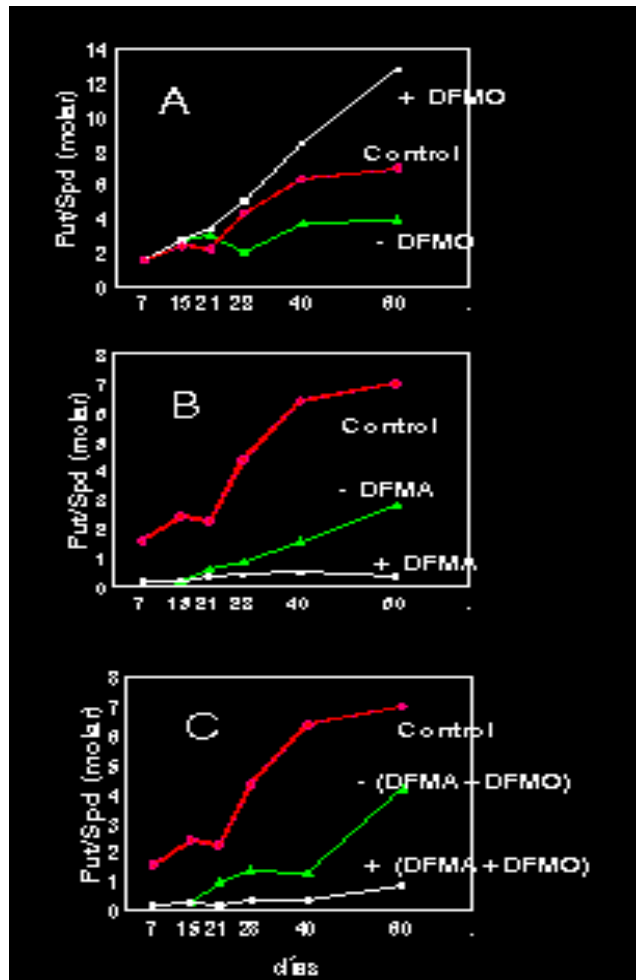 14
12
10
8
6
4
2
0
Put/Spd (molar)
A
+ DFMO
Control
- DFMO
7 15 21 28 40 60 .
8
7
6
5
4
3
2
1
0
Put/Spd (molar)
B
Control
- DFMA
+ DFMA
7 15 21 28 40 60 .
8
7
6
5
4
3
2
1
0
Put/Spd (molar)
C
Control
- (DFMA + DFMO)
+ (DFMA + DFMO)
7 15 21 28 40 60 .
días